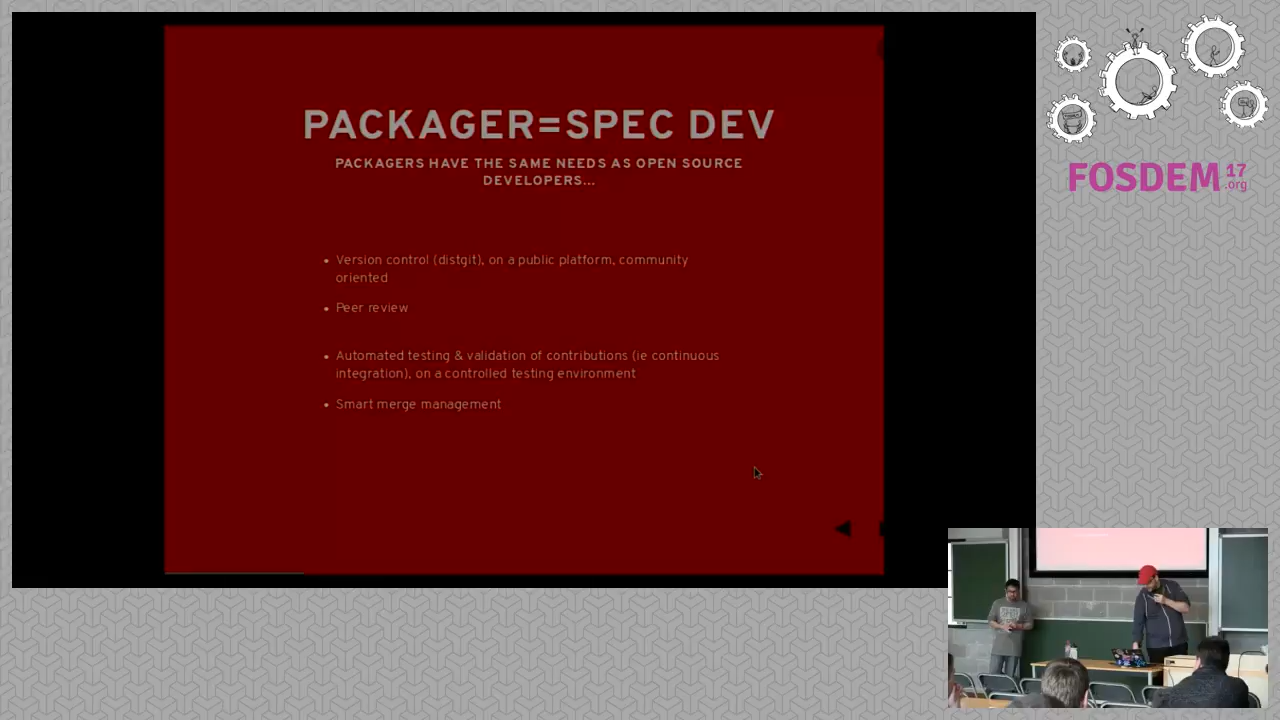 PACKAGER=SPEC DEV
PACKAGERS HAVE THE SAME NEEDS AS OPEN SOURCE
DEVELOPERS...
• Version control (distgit), on a public platform, community
oriented
• Peer review
• Automated testing & validation of contributions (ie continuous
integration), on a controlled testing environment
• Smart merge management
FOSDEM 17
.org